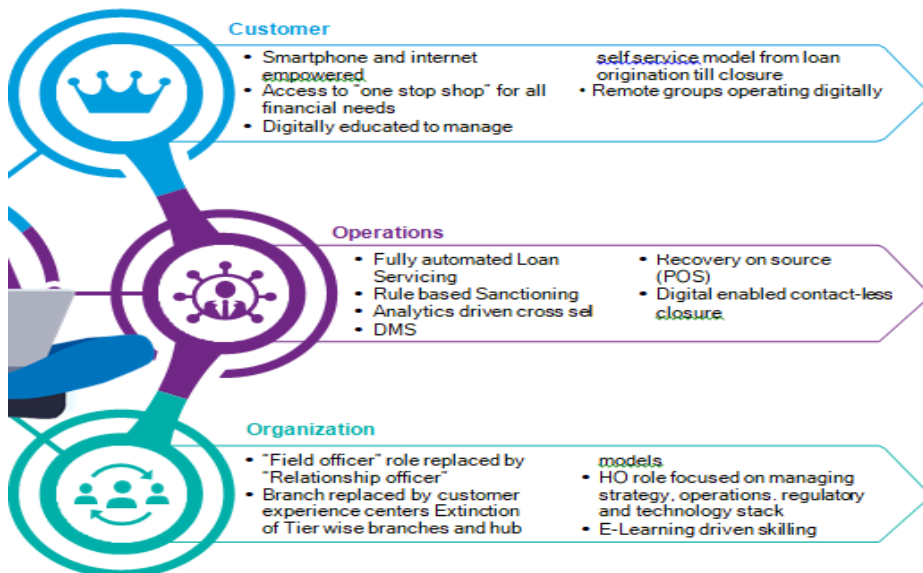 Customer
• Smartphone and internet
empowered
• Access to “one stop shop” for all
financial needs
• Digitally educated to manage
self service model from loan
origination till closure
• Remote groups operating digitally
Operations
• Fully automated Loan
Servicing
• Rule based Sanctioning
• Analytics driven cross sel
• DMS
• Recovery on source
(POS)
• Digital enabled contact-less
closure
Organization
• “Field officer” role replaced by
“Relationship officer”
• Branch replaced by customer
experience centers Extinction
of Tier wise branches and hub
models
• HO role focused on managing
strategy, operations. regulatory
and technology stack
• E-Learning driven skilling